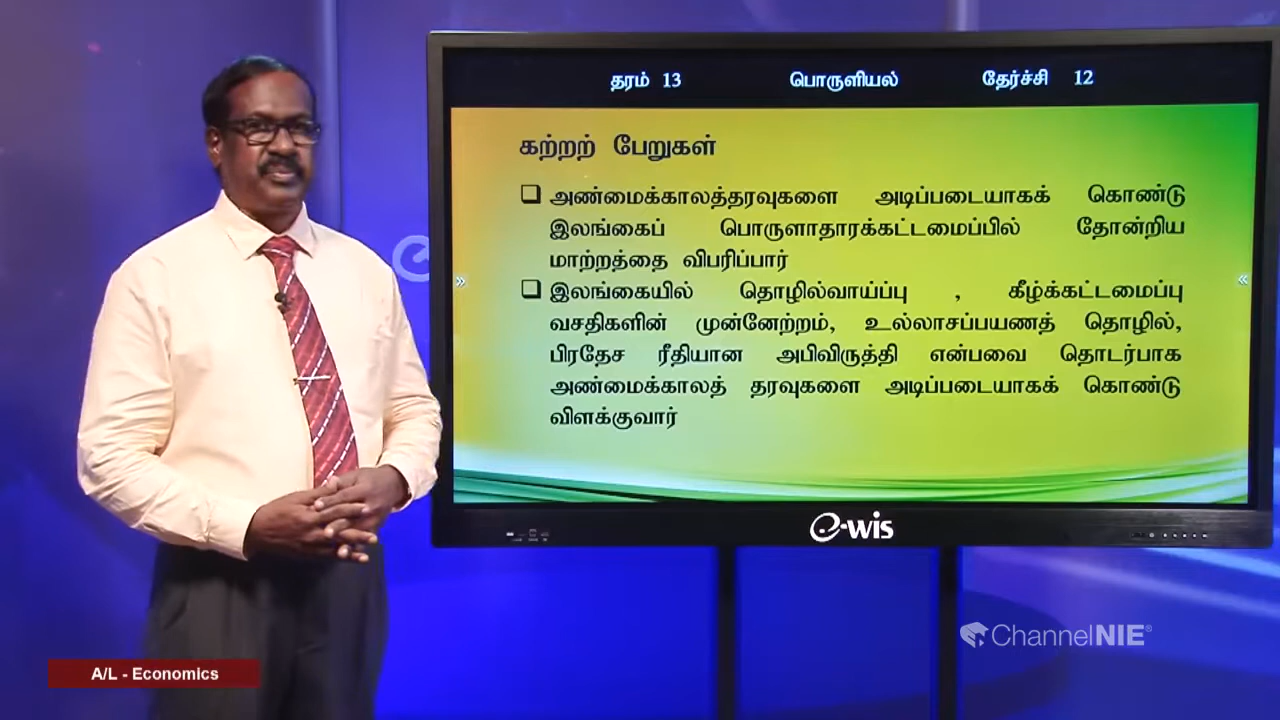 தரம் 13 பொருளியல் தேர்ச்சி 12
கற்றற் பேறுகள்
அண்மைக்காலத்தரவுகளை அடிப்படையாகக் கொண்டு
இலங்கைப் பொருளாதாரக்கட்டமைப்பில் தோன்றிய
மாற்றத்தை விபரிப்பார்
இலங்கையில் தொழில்வாய்ப்பு , கீழ்க்கட்டமைப்பு
வசதிகளின் முன்னேற்றம், உல்லாசப்பயணத் தொழில்,
பிரதேச ரீதியான அபிவிருத்தி என்பவை தொடர்பாக
அண்மைக்காலத் தரவுகளை அடிப்படையாகக் கொண்டு
விளக்குவார்
e-wis
ChannelNIE®
A/L - Economics